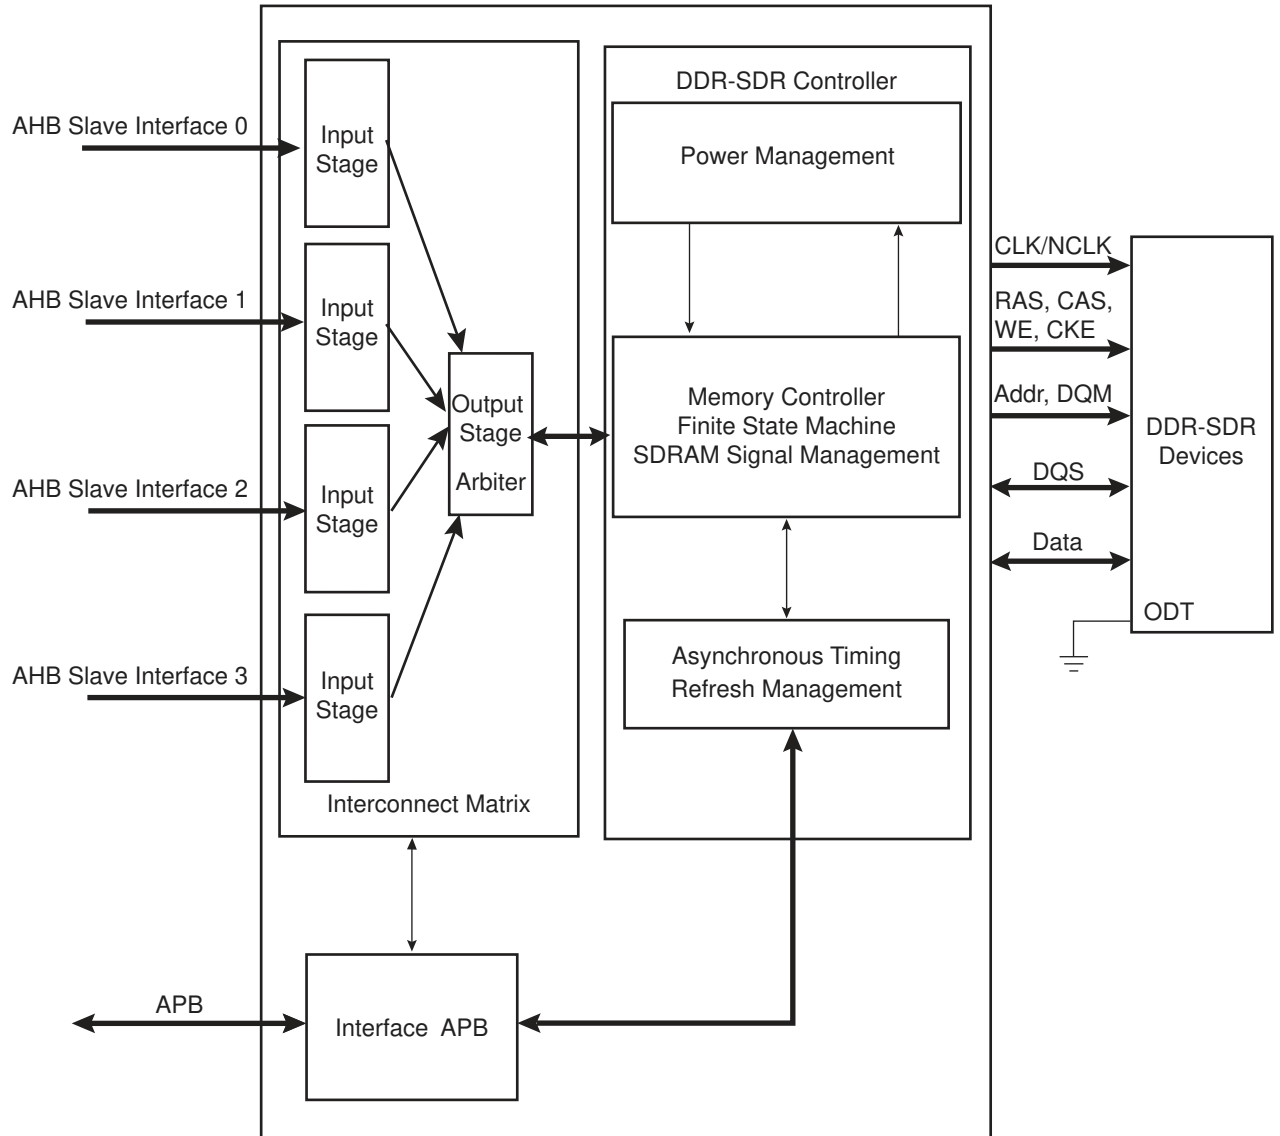 AHB Slave Interface 0
Input
Stage
AHB Slave Interface 1
Input
Stage
AHB Slave Interface 2
Input
Stage
AHB Slave Interface 3
Input
Stage
Output
Stage
Arbiter
Interconnect Matrix
DDR-SDR Controller
Power Management
Memory Controller
Finite State Machine
SDRAM Signal Management
Asynchronous Timing
Refresh Management
CLK/NCLK
RAS, CAS,
WE, CKE
Addr, DQM
DQS
Data
DDR-SDR
Devices
ODT
APB
Interface APB